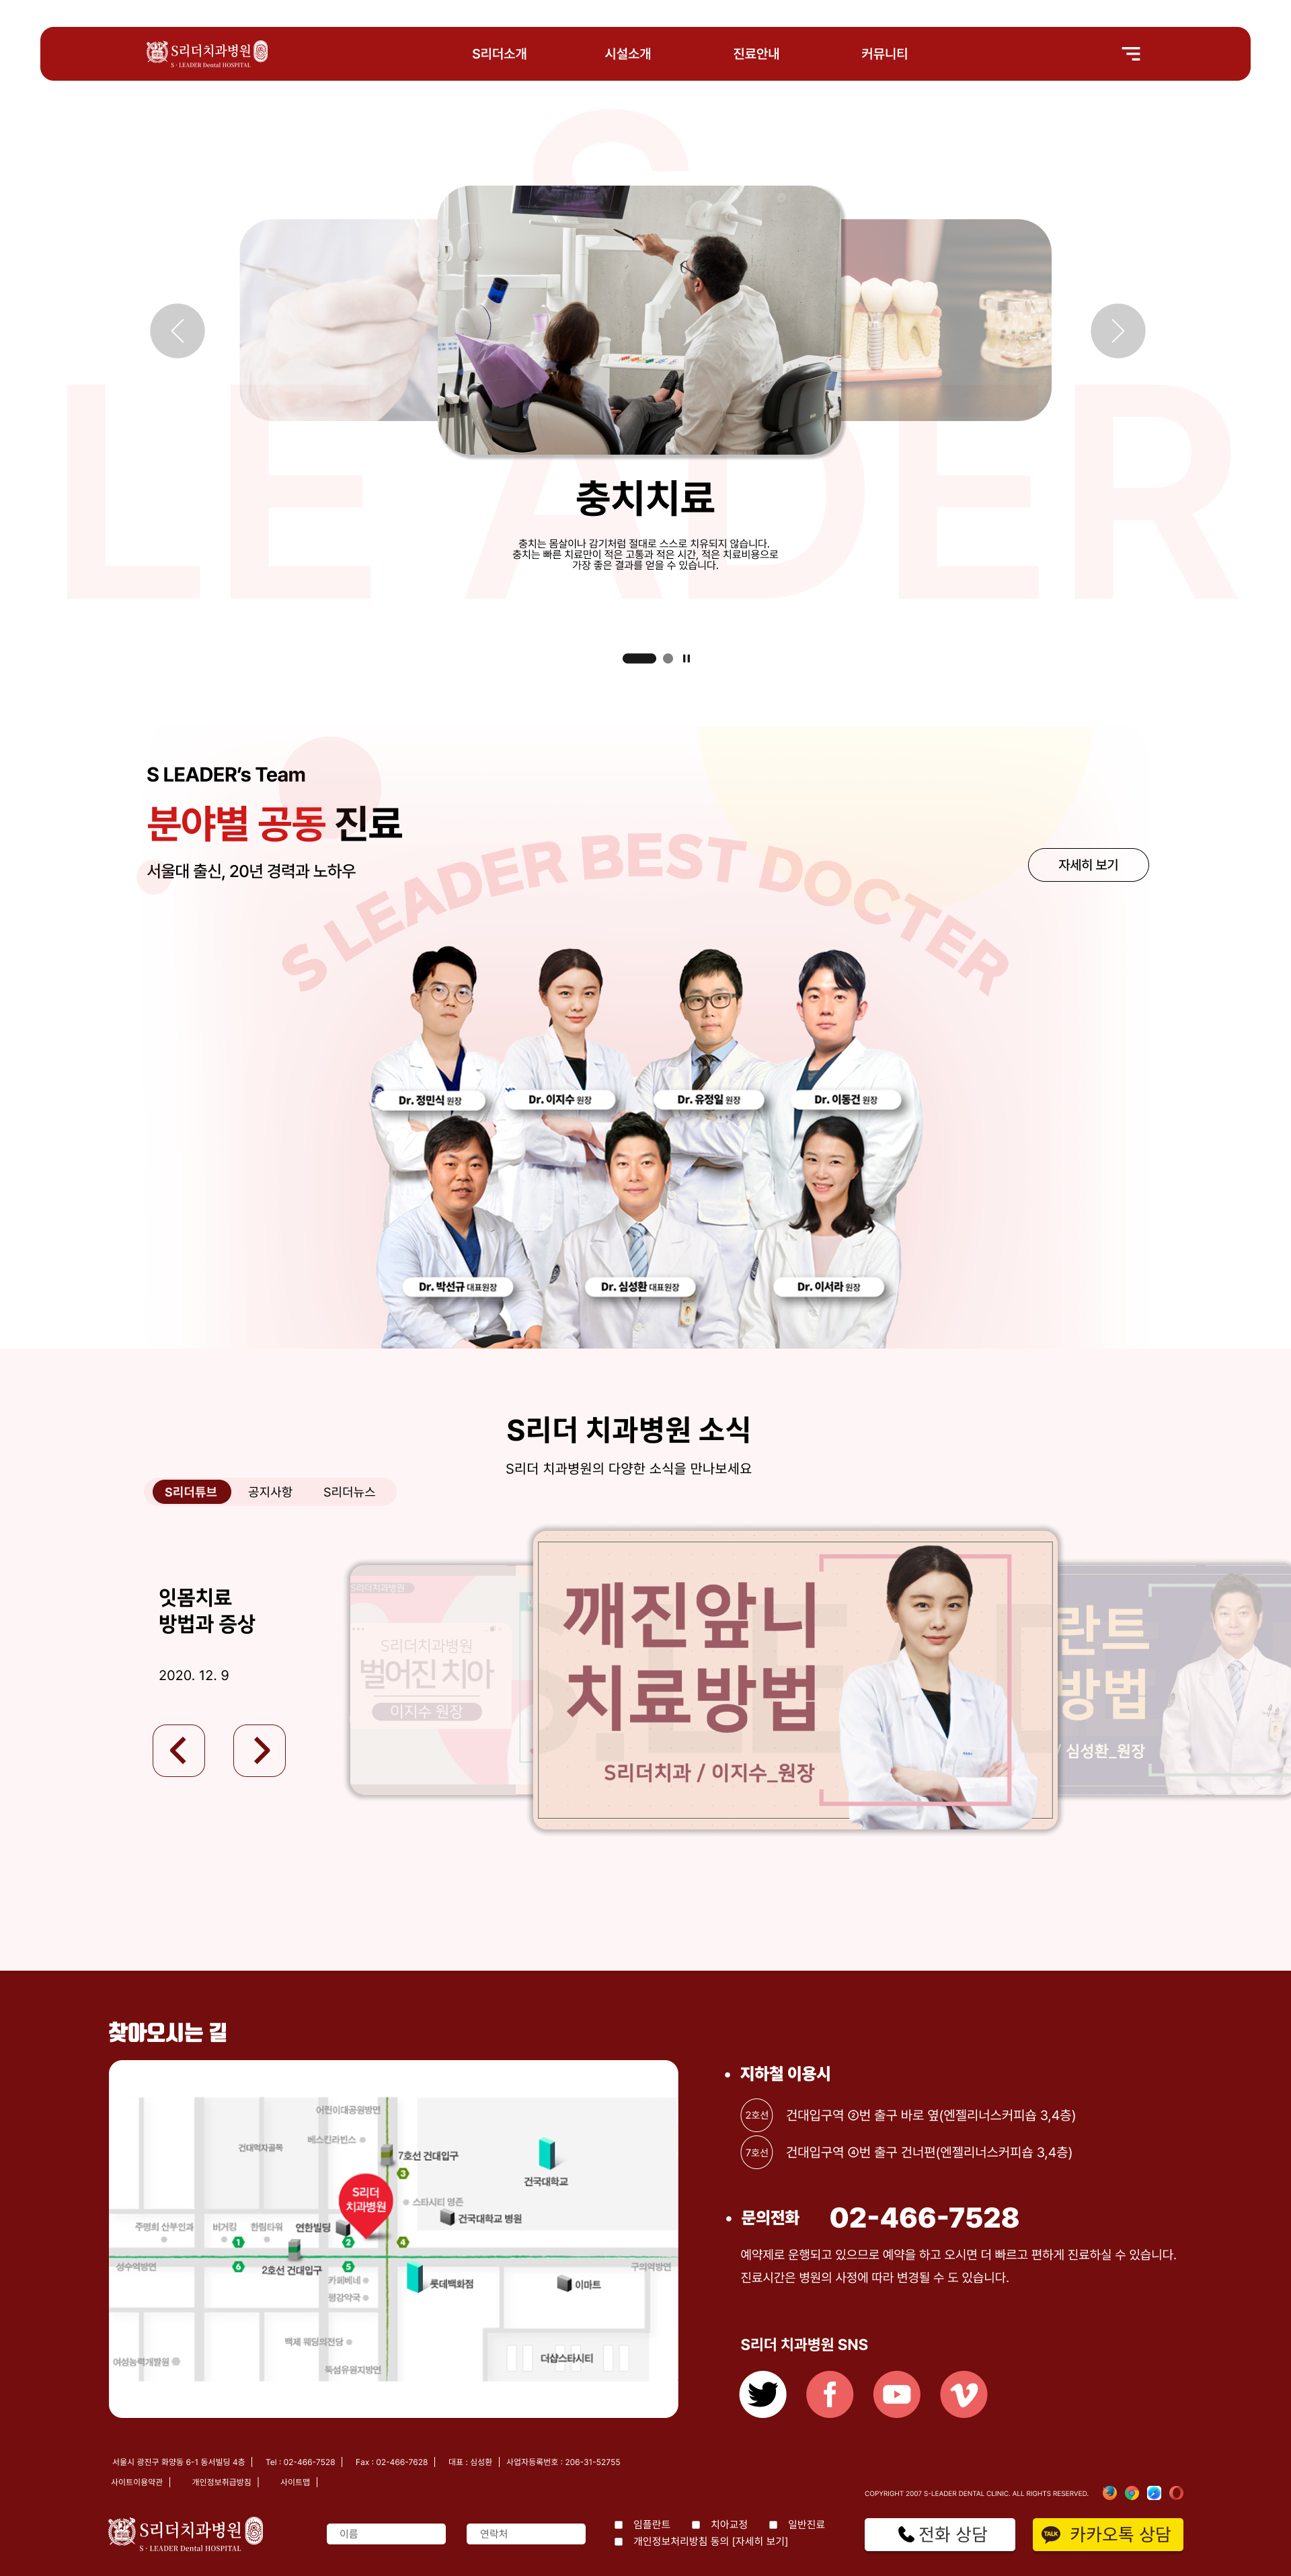 S리더치과병원
S · LEADER Dental HOSPITAL
S리더소개
시설소개
진료안내
커뮤니티
S
LEADER
충치치료
충치는 몸살이나 감기처럼 절대로 스스로 치유되지 않습니다.
충치는 빠른 치료만이 적은 고통과 적은 시간, 적은 치료비용으로
가장 좋은 결과를 얻을 수 있습니다.
S LEADER's Team
분야별 공동 진료
서울대 출신, 20년 경력과 노하우
자세히 보기
S LEADER BEST DOCTER
Dr. 정민식 원장
Dr. 이지수 원장
Dr. 유정일 원장
Dr. 이동건 원장
Dr. 박선규 대표원장
Dr. 심성환 대표원장
Dr. 이서라 원장
S리더 치과병원 소식
S리더 치과병원의 다양한 소식을 만나보세요
S리더튜브
공지사항
S리더뉴스
잇몸치료
방법과 증상
2020. 12. 9
S리더치과병원
S리더치과병원
벌어진 치아
이지수 원장
깨진앞니
치료방법
S리더치과 / 이지수_원장
란트
방법
/ 심성환_원장
찾아오시는 길
어린이대공원방면
베스킨라빈스
건대먹자골목
7호선 건대입구
3
건국대학교
S리더
치과병원
스타시티 영존
건국대학교 병원
주영희 산부인과
버거킹
한림타워
연한빌딩
1
2
4
성수역방면
6
2호선 건대입구
5
구의역방면
카페베네
롯데백화점
이마트
평강약국
백제 웨딩의전당
더샵스타시티
여성능력개발원
뚝섬유원지방면
• 지하철 이용시
2호선 건대입구역 ②번 출구 바로 옆(엔젤리너스커피숍 3,4층)
7호선 건대입구역 ④번 출구 건너편(엔젤리너스커피숍 3,4층)
• 문의전화 02-466-7528
예약제로 운행되고 있으므로 예약을 하고 오시면 더 빠르고 편하게 진료하실 수 있습니다.
진료시간은 병원의 사정에 따라 변경될 수 도 있습니다.
S리더 치과병원 SNS
서울시 광진구 화양동 6-1 동서빌딩 4층 | Tel : 02-466-7528 | Fax : 02-466-7628 | 대표 : 심성환 | 사업자등록번호 : 206-31-52755
사이트이용약관 | 개인정보취급방침 | 사이트맵 |
COPYRIGHT 2007 S-LEADER DENTAL CLINIC. ALL RIGHTS RESERVED.
S리더치과병원
S · LEADER Dental HOSPITAL
이름
연락처
임플란트
치아교정
일반진료
개인정보처리방침 동의 [자세히 보기]
전화 상담
TALK
카카오톡 상담